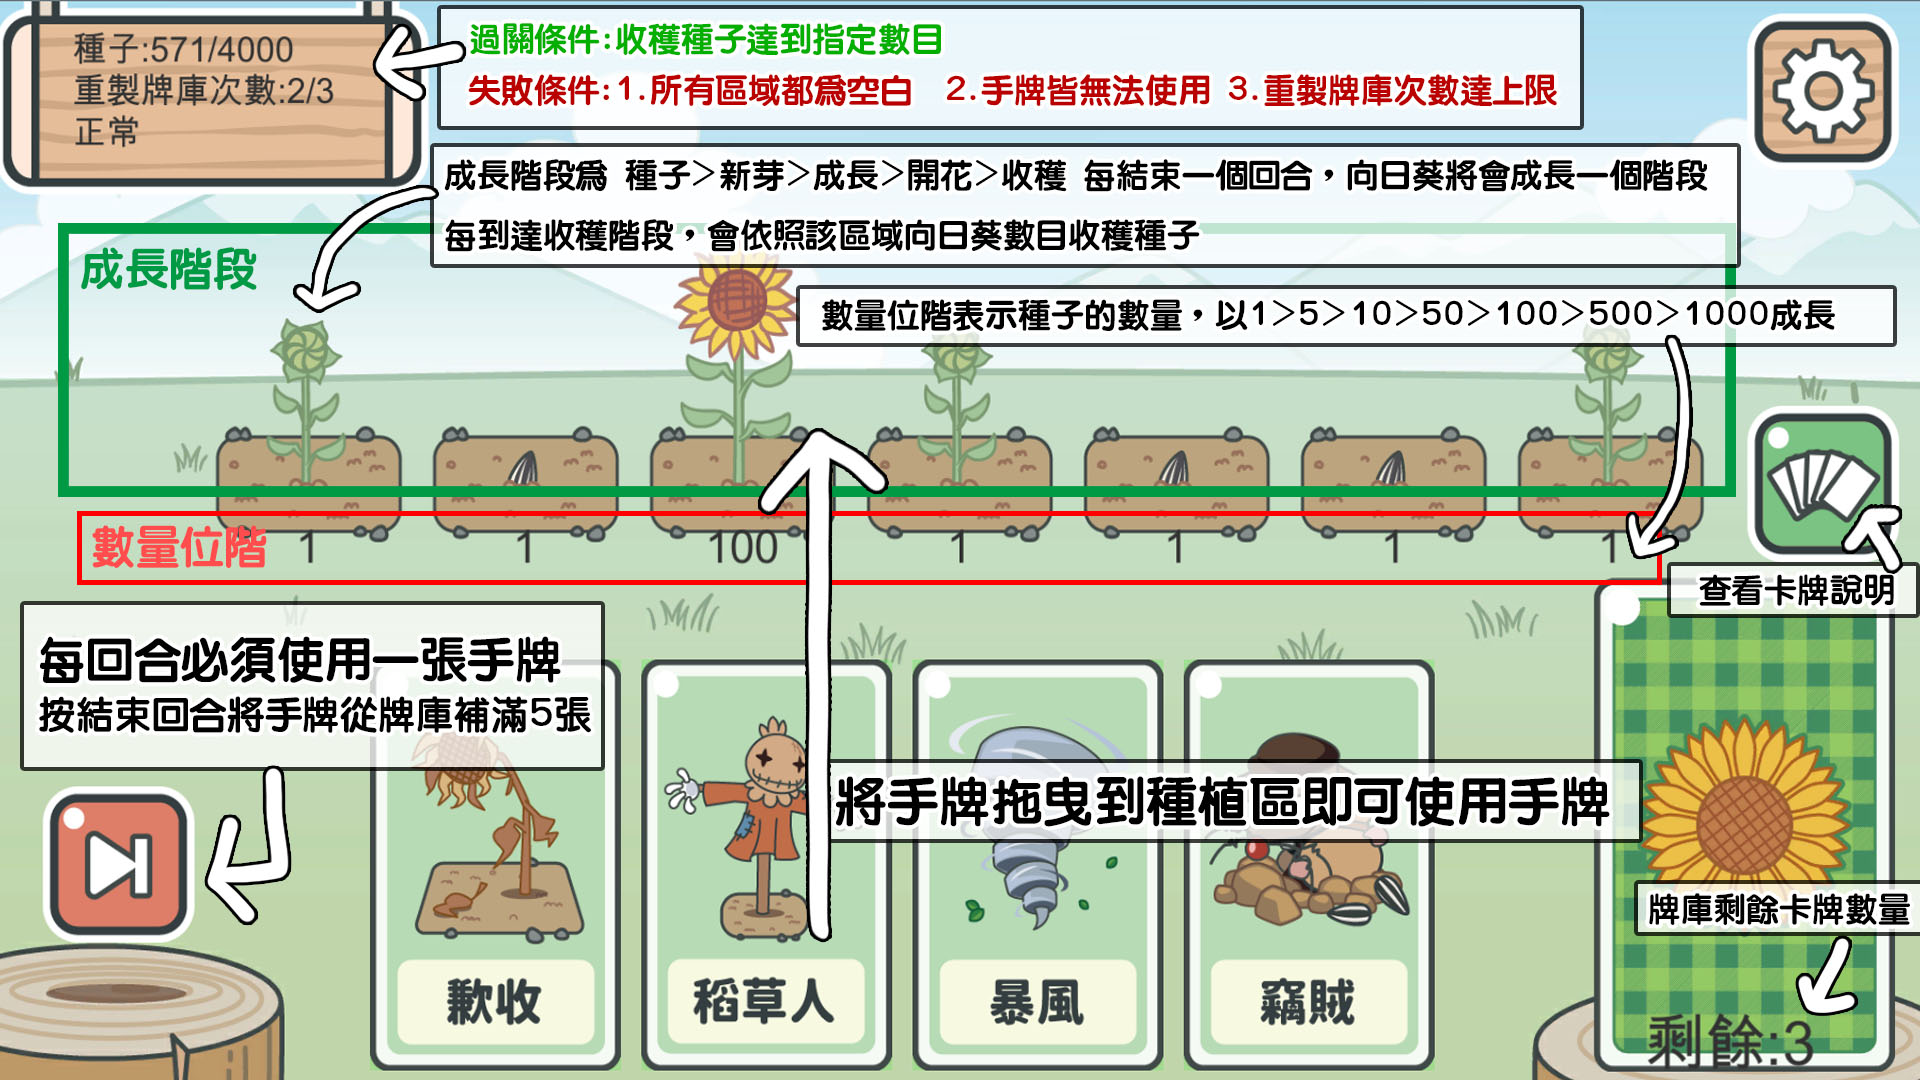 種子:571/4000
重製牌庫次數:2/3
正常
過關條件:收穫種子達到指定數目
失敗條件:1.所有區域都為空白 2.手牌皆無法使用 3.重製牌庫次數達上限
成長階段為 種子>新芽>成長>開花>收穫 每結束一個回合，向日葵將會成長一個階段
每到達收穫階段，會依照該區域向日葵數目收穫種子
成長階段
數量位階表示種子的數量，以1>5>10>50>100>500>1000成長
數量位階
1 1 100 1 1 1 1
查看卡牌說明
每回合必須使用一張手牌
按結束回合將手牌從牌庫補滿5張
將手牌拖曳到種植區即可使用手牌
牌庫剩餘卡牌數量
歉收
稻草人
暴風
竊賊
剩餘:3